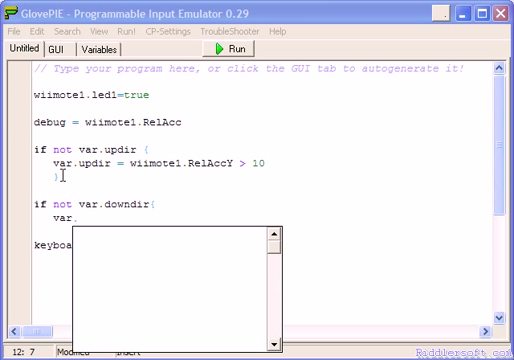 GlovePIE - Programmable Input Emulator 0.29
File Edit Search View Run! CP-Settings TroubleShooter Help
Untitled GUI Variables Run
// Type your program here, or click the GUI tab to autogenerate it!
wiimote1.led1=true
debug = wiimote1.RelAcc
if not var.updir {
var.updir = wiimote1.RelAccY > 10
}
if not var.downdir{
var.
keyboa
12: 7 Modified Insert
Riddlersoft.com